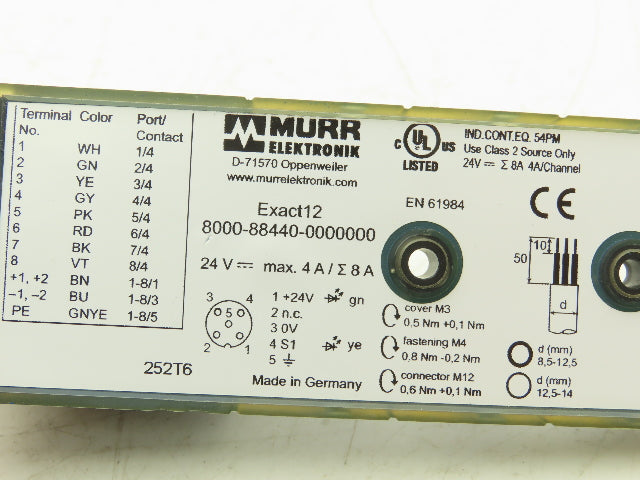 Terminal Color Port/
No. Contact
1 WH 1/4
2 GN 2/4
3 YE 3/4
4 GY 4/4
5 PK 5/4
6 RD 6/4
7 BK 7/4
8 VT 8/4
+1, +2 BN 1-8/1
–1, –2 BU 1-8/3
PE GNYE 1-8/5
252T6
MURR
ELEKTRONIK
D-71570 Oppenweiler
www.murrelektronik.com
Exact12
8000-88440-0000000
24 V⎓ max. 4 A / Σ 8 A
3 4
5
2 1
1 +24V gn
2 n.c.
3 0V
4 S1 ye
5 ⏚
Made in Germany
C UL US
LISTED
IND.CONT.EQ. 54PM
Use Class 2 Source Only
24V⎓ Σ 8A 4A/Channel
EN 61984
CE
cover M3
0,5 Nm +0,1 Nm
fastening M4
0,8 Nm -0,2 Nm
connector M12
0,6 Nm +0,1 Nm
10
50
d
d (mm)
8,5-12,5
d (mm)
12,5-14